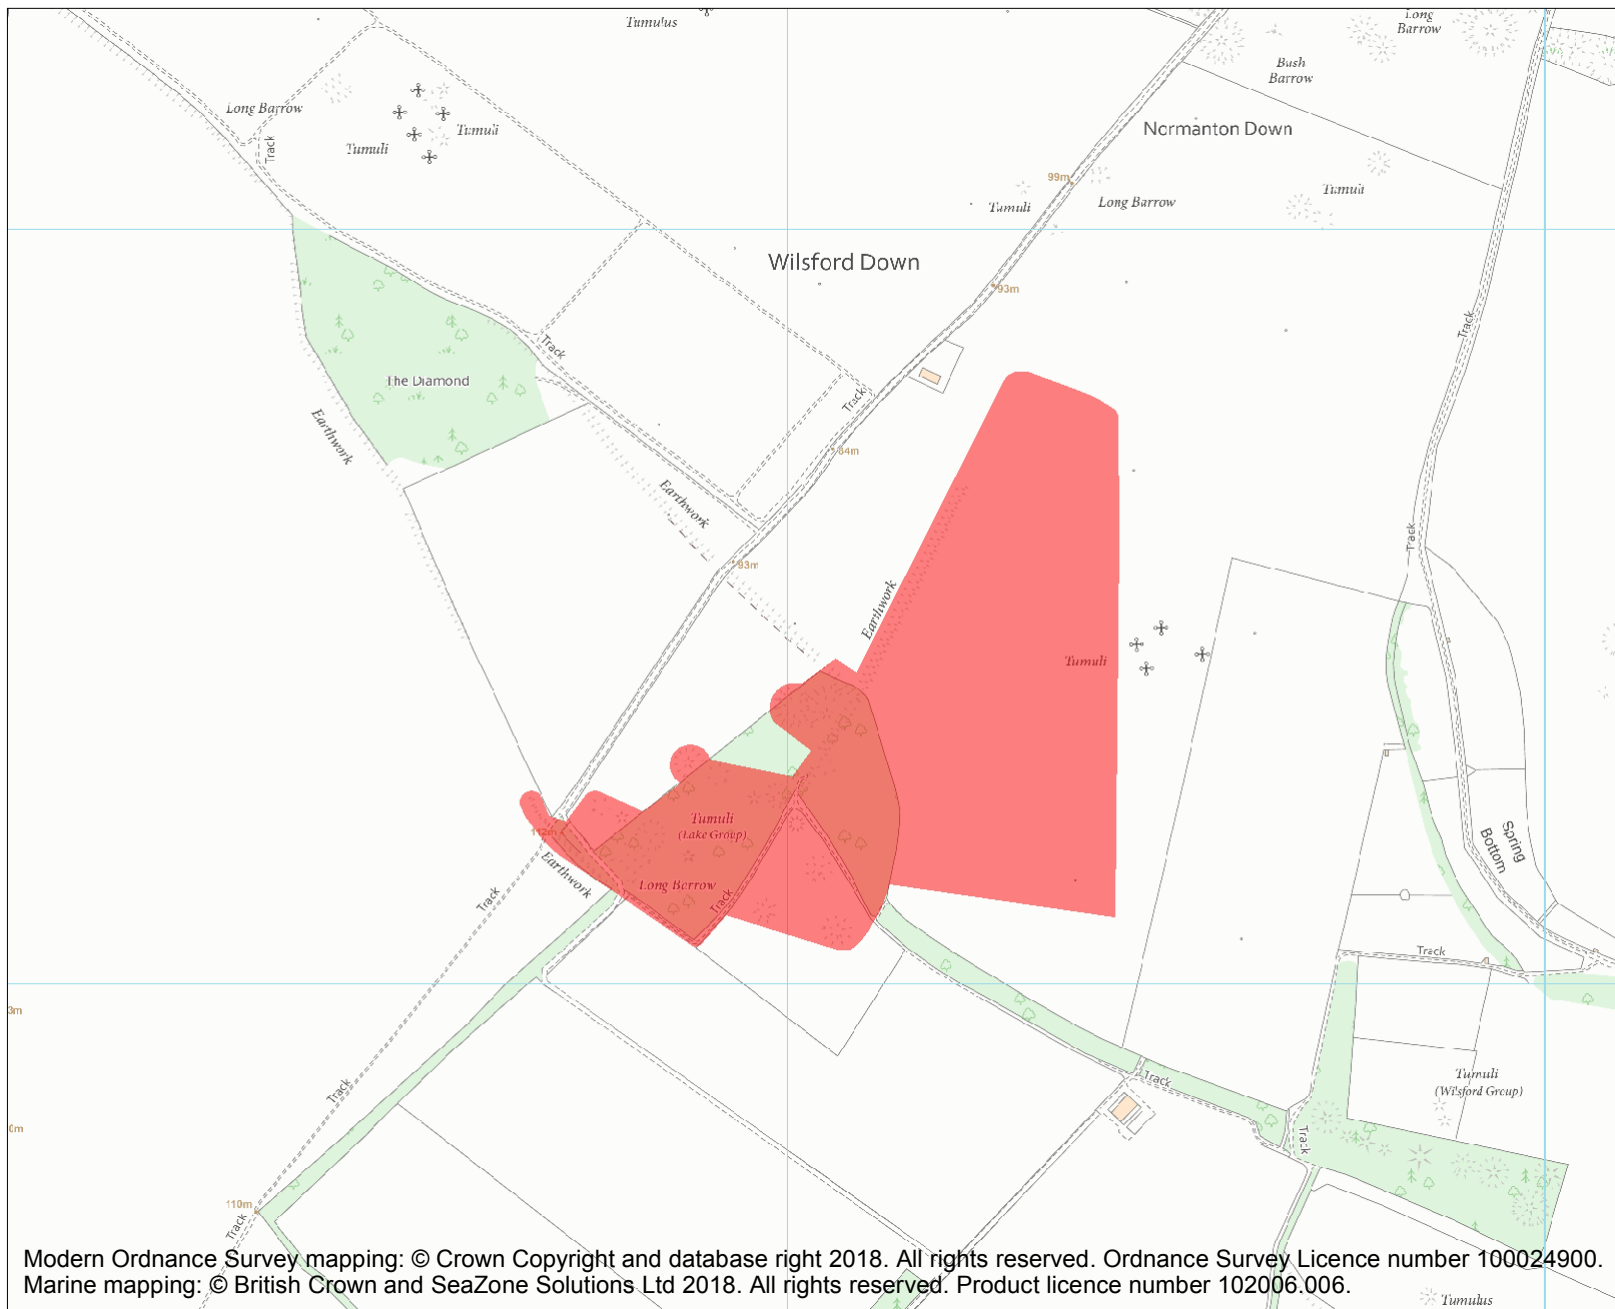 Tumulus
Long
Barrow
Bush
Barrow
Long Barrow
Tumuli
Track
Tumuli
Normanton Down
99m
Tumuli
Long Barrow
Tumuli
Wilsford Down
93m
Track
Track
The Diamond
Track
Earthwork
84m
Earthwork
Track
93m
Earthwork
Tumuli
Tumuli
(Lake Group)
112m
Earthwork
Long Barrow
Track
Track
Spring
Bottom
Track
3m
Track
Track
Tumuli
(Wilsford Group)
0m
Track
110m
Track
Modern Ordnance Survey mapping: © Crown Copyright and database right 2018. All rights reserved. Ordnance Survey Licence number 100024900.
Marine mapping: © British Crown and SeaZone Solutions Ltd 2018. All rights reserved. Product licence number 102006.006.
Tumulus